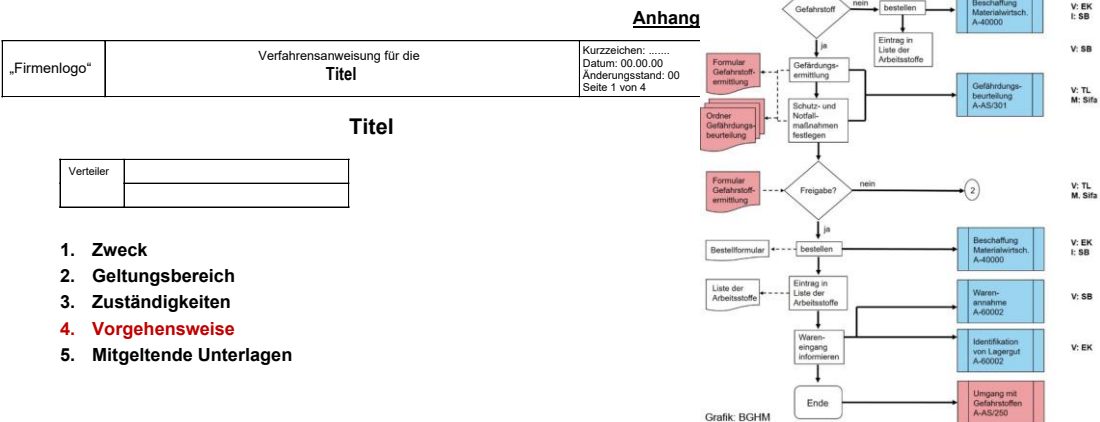 Anhang
„Firmenlogo“
Verfahrensanweisung für die
Titel
Kurzzeichen: .......
Datum: 00.00.00
Änderungsstand: 00
Seite 1 von 4
Titel
Verteiler
1. Zweck
2. Geltungsbereich
3. Zuständigkeiten
4. Vorgehensweise
5. Mitgeltende Unterlagen
Gefahrstoff
nein
bestellen
Beschaffung
Materialwirtsch.
A-40000
V: EK
I: SB
ja
Eintrag in
Liste der
Arbeitsstoffe
V: SB
Formular
Gefahrstoff-
ermittlung
Gefärdungs-
ermittlung
Gefährdungs-
beurteilung
A-AS/301
V: TL
M: Sifa
Ordner
Gefährdungs-
beurteilung
Schutz- und
Notfall-
maßnahmen
festlegen
Formular
Gefahrstoff-
ermittlung
Freigabe?
nein
2
V: TL
M. Sifa
ja
Bestellformular
bestellen
Beschaffung
Materialwirtsch.
A-40000
V: EK
I: SB
Liste der
Arbeitsstoffe
Eintrag in
Liste der
Arbeitsstoffe
Waren-
annahme
A-60002
V: SB
Waren-
eingang
informieren
Identifikation
von Lagergut
A-60002
V: EK
Ende
Umgang mit
Gefahrstoffen
A-AS/250
Grafik: BGHM